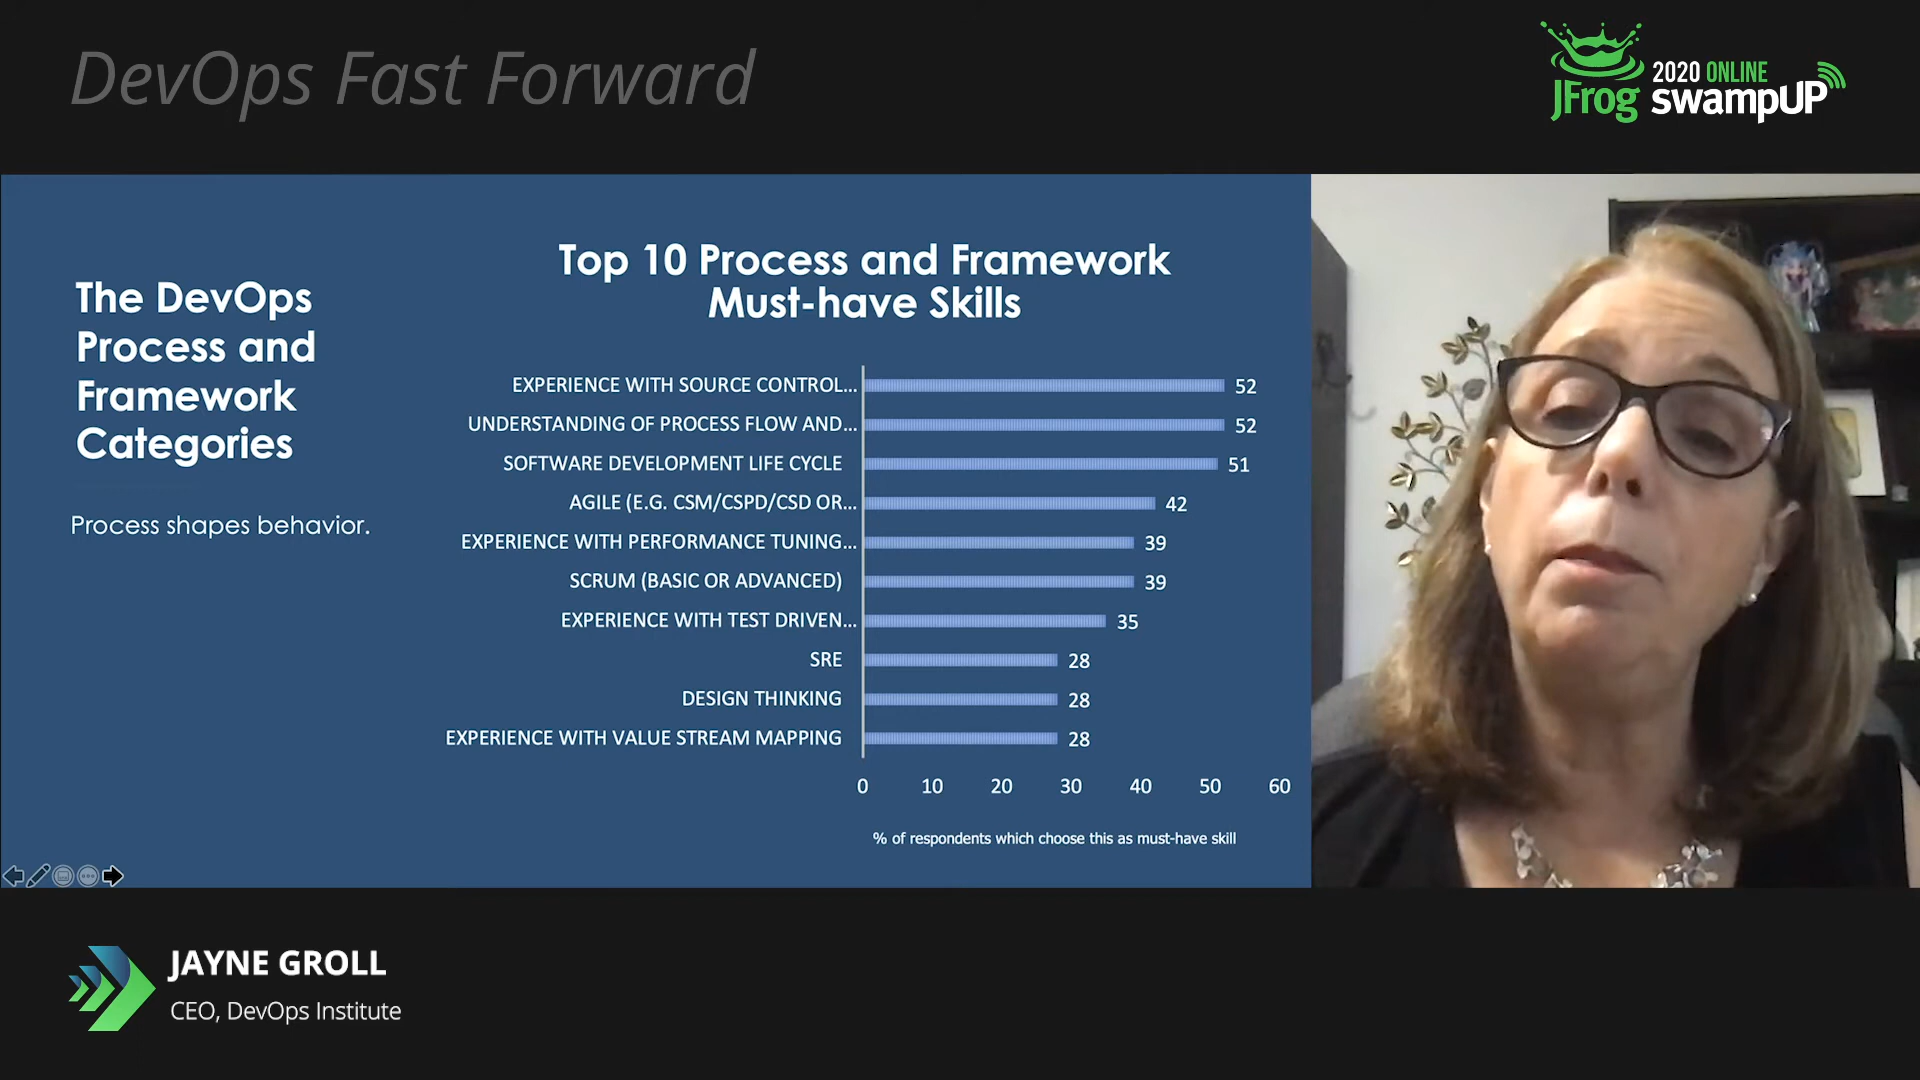 DevOps Fast Forward
JFrog
2020 ONLINE
swampUP
The DevOps
Process and
Framework
Categories
Process shapes behavior.
Top 10 Process and Framework
Must-have Skills
EXPERIENCE WITH SOURCE CONTROL... 52
UNDERSTANDING OF PROCESS FLOW AND... 52
SOFTWARE DEVELOPMENT LIFE CYCLE 51
AGILE (E.G. CSM/CSPD/CSD OR... 42
EXPERIENCE WITH PERFORMANCE TUNING... 39
SCRUM (BASIC OR ADVANCED) 39
EXPERIENCE WITH TEST DRIVEN... 35
SRE 28
DESIGN THINKING 28
EXPERIENCE WITH VALUE STREAM MAPPING 28
0 10 20 30 40 50 60
% of respondents which choose this as must-have skill
JAYNE GROLL
CEO, DevOps Institute